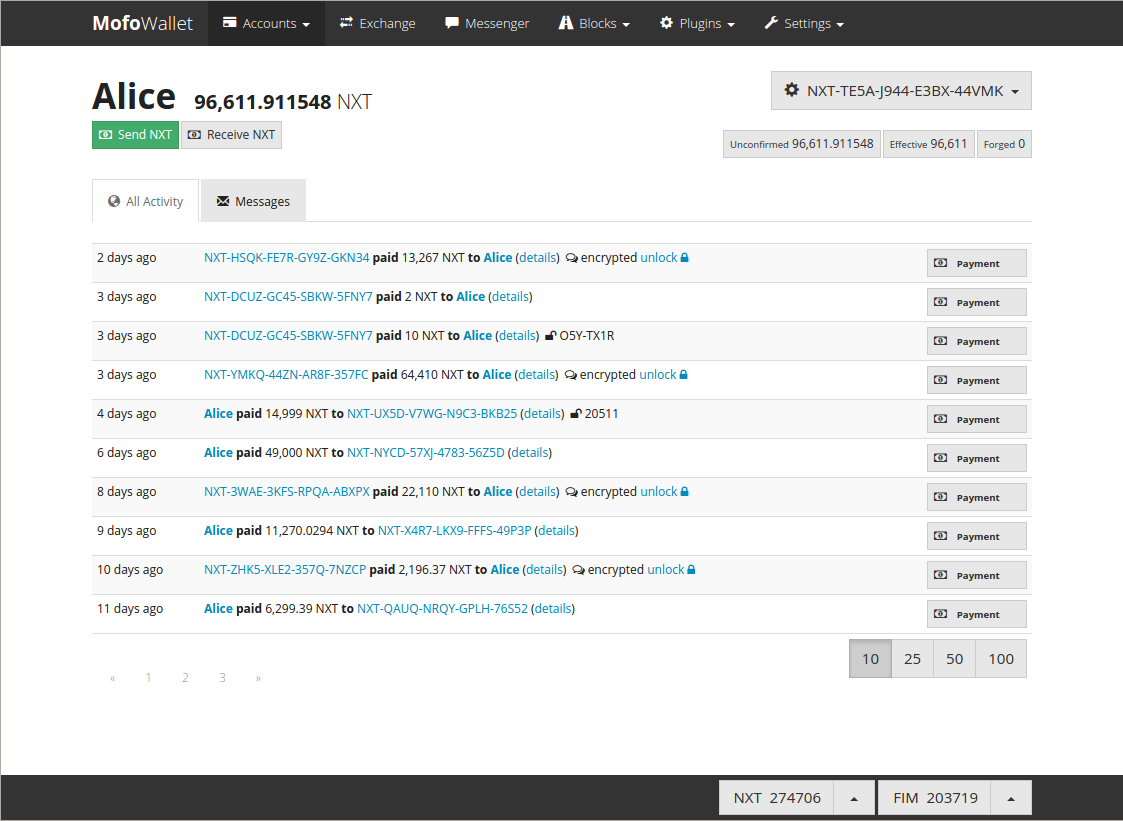 MofoWallet Accounts Exchange Messenger Blocks Plugins Settings
Alice 96,611.911548 NXT
NXT-TE5A-J944-E3BX-44VMK
Send NXT Receive NXT
Unconfirmed 96,611.911548 Effective 96,611 Forged 0
All Activity Messages
2 days ago NXT-HSQK-FE7R-GY9Z-GKN34 paid 13,267 NXT to Alice (details) encrypted unlock Payment
3 days ago NXT-DCUZ-GC45-SBKW-5FNY7 paid 2 NXT to Alice (details) Payment
3 days ago NXT-DCUZ-GC45-SBKW-5FNY7 paid 10 NXT to Alice (details) O5Y-TX1R Payment
3 days ago NXT-YMKQ-44ZN-AR8F-357FC paid 64,410 NXT to Alice (details) encrypted unlock Payment
4 days ago Alice paid 14,999 NXT to NXT-UX5D-V7WG-N9C3-BKB25 (details) 20511 Payment
6 days ago Alice paid 49,000 NXT to NXT-NYCD-57XJ-4783-56Z5D (details) Payment
8 days ago NXT-3WAE-3KFS-RPQA-ABXPX paid 22,110 NXT to Alice (details) encrypted unlock Payment
9 days ago Alice paid 11,270.0294 NXT to NXT-X4R7-LKX9-FFFS-49P3P (details) Payment
10 days ago NXT-ZHK5-XLE2-357Q-7NZCP paid 2,196.37 NXT to Alice (details) encrypted unlock Payment
11 days ago Alice paid 6,299.39 NXT to NXT-QAUQ-NRQY-GPLH-76S52 (details) Payment
10 25 50 100
« 1 2 3 »
NXT 274706 FIM 203719